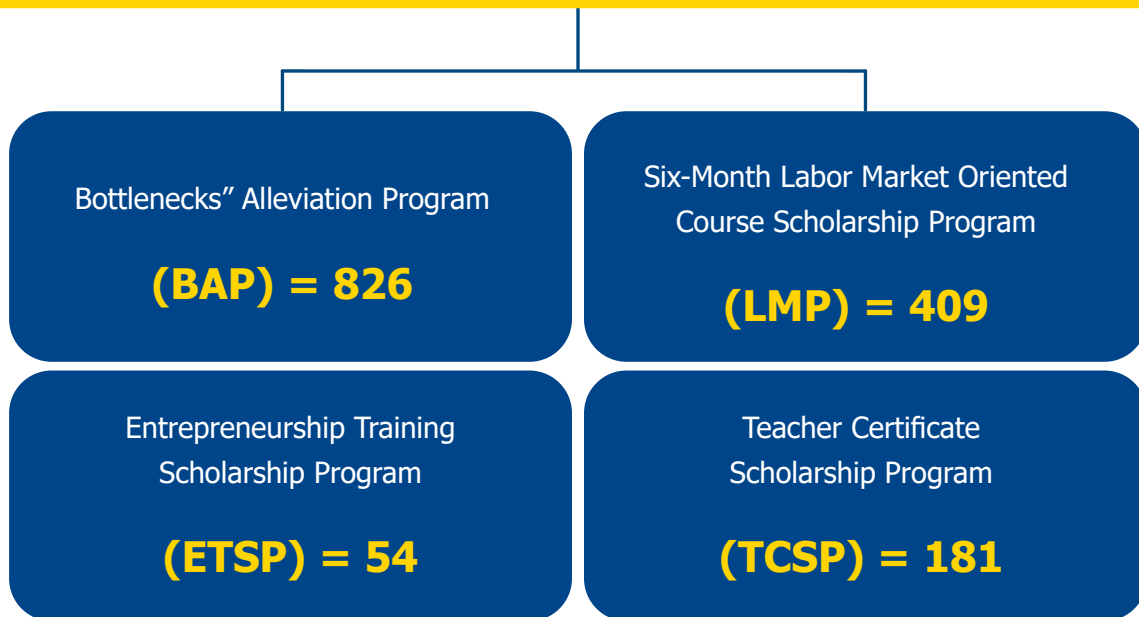 Bottlenecks” Alleviation Program
(BAP) = 826
Six-Month Labor Market Oriented
Course Scholarship Program
(LMP) = 409
Entrepreneurship Training
Scholarship Program
(ETSP) = 54
Teacher Certificate
Scholarship Program
(TCSP) = 181